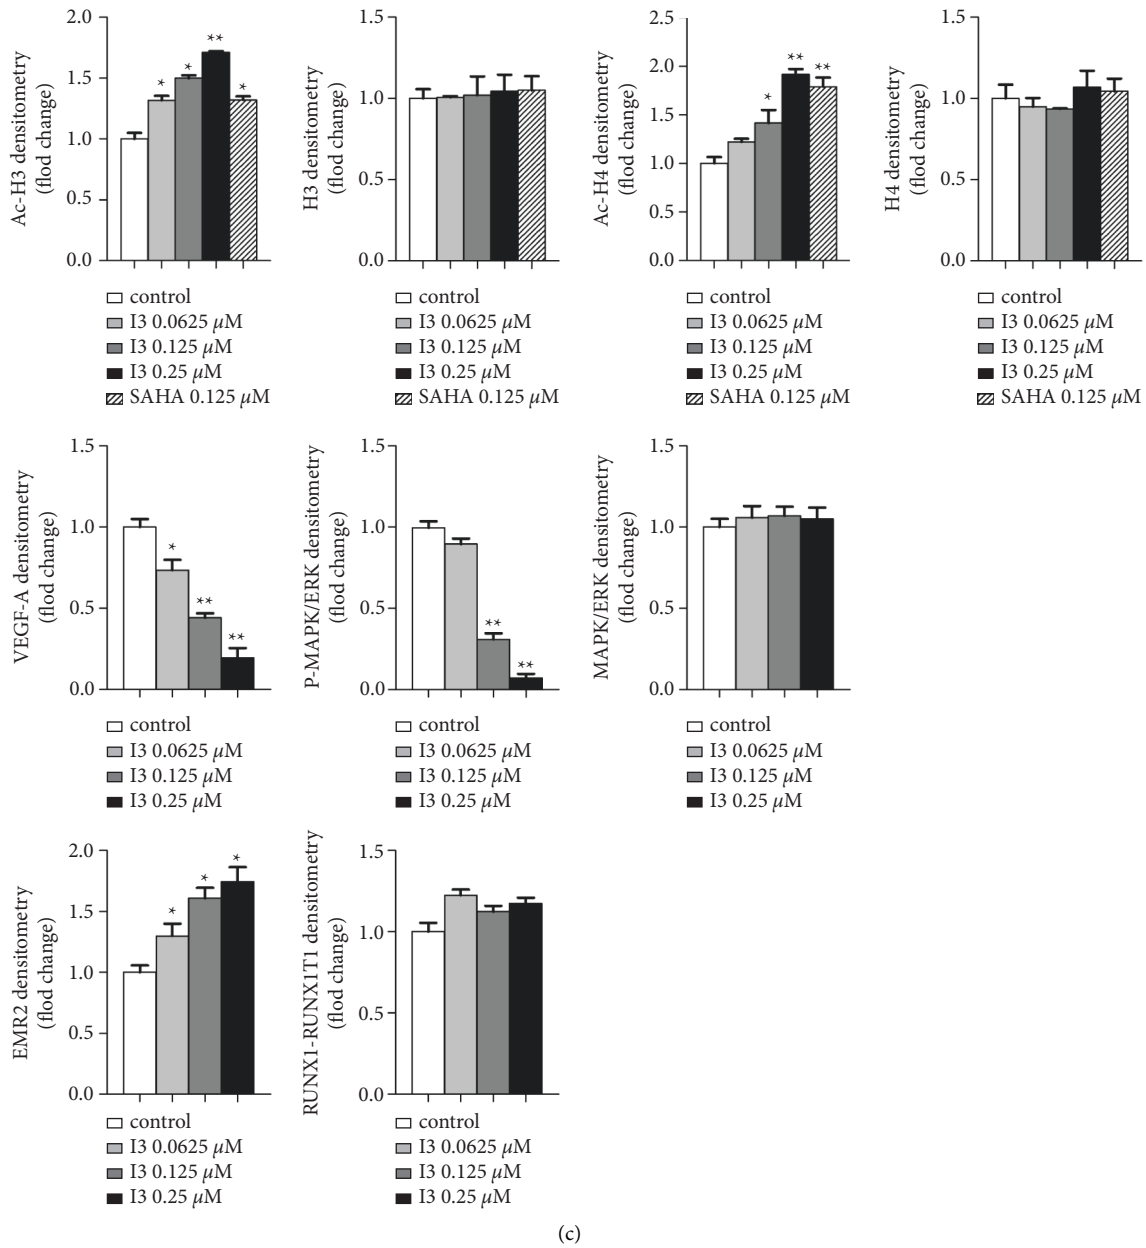 Ac-H3 densitometry
(flod change)
2.0
1.5
1.0
0.5
0.0
*
*
**
*
control
I3 0.0625 μM
I3 0.125 μM
I3 0.25 μM
SAHA 0.125 μM
H3 densitometry
(flod change)
1.5
1.0
0.5
0.0
control
I3 0.0625 μM
I3 0.125 μM
I3 0.25 μM
SAHA 0.125 μM
Ac-H4 densitometry
(flod change)
2.5
2.0
1.5
1.0
0.5
0.0
*
**
**
control
I3 0.0625 μM
I3 0.125 μM
I3 0.25 μM
SAHA 0.125 μM
H4 densitometry
(flod change)
1.5
1.0
0.5
0.0
control
I3 0.0625 μM
I3 0.125 μM
I3 0.25 μM
SAHA 0.125 μM
VEGF-A densitometry
(flod change)
1.5
1.0
0.5
0.0
*
**
**
control
I3 0.0625 μM
I3 0.125 μM
I3 0.25 μM
P-MAPK/ERK densitometry
(flod change)
1.5
1.0
0.5
0.0
**
**
control
I3 0.0625 μM
I3 0.125 μM
I3 0.25 μM
MAPK/ERK densitometry
(flod change)
1.5
1.0
0.5
0.0
control
I3 0.0625 μM
I3 0.125 μM
I3 0.25 μM
EMR2 densitometry
(flod change)
2.0
1.5
1.0
0.5
0.0
*
*
*
control
I3 0.0625 μM
I3 0.125 μM
I3 0.25 μM
RUNX1-RUNX1T1 densitometry
(flod change)
1.5
1.0
0.5
0.0
control
I3 0.0625 μM
I3 0.125 μM
I3 0.25 μM
(c)